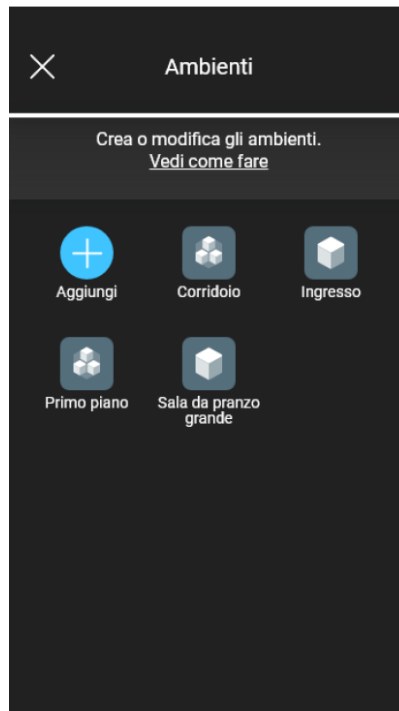 Ambienti
Crea o modifica gli ambienti.
Vedi come fare
Aggiungi
Corridoio
Ingresso
Primo piano
Sala da pranzo
grande